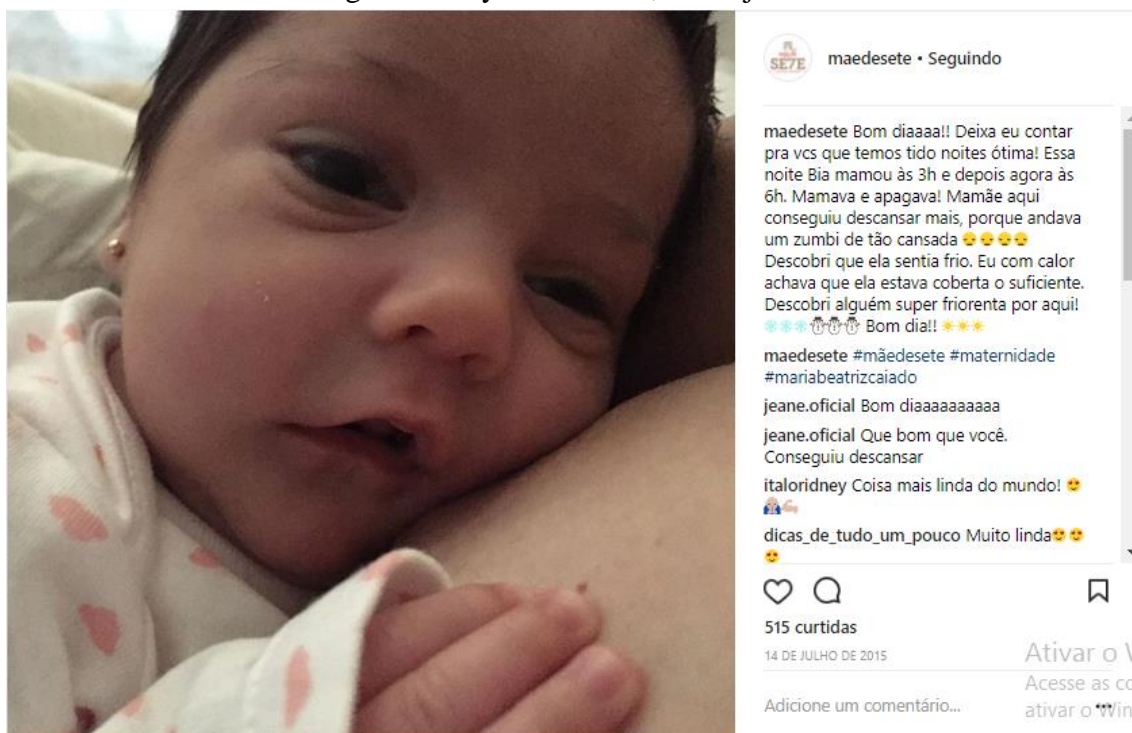 SE7E
maedesete • Seguindo
maedesete Bom diaaaa!! Deixa eu contar
pra vcs que temos tido noites ótima! Essa
noite Bia mamou às 3h e depois agora às
6h. Mamava e apagava! Mamãe aqui
conseguiu descansar mais, porque andava
um zumbi de tão cansada 😔😔😔😔
Descobri que ela sentia frio. Eu com calor
achava que ela estava coberta o suficiente.
Descobri alguém super friorenta por aqui!
❄❄❄☃☃☃ Bom dia!! ☀☀☀
maedesete #mãedesete #maternidade
#mariabeatrizcaiado
jeane.oficial Bom diaaaaaaaaaa
jeane.oficial Que bom que você.
Conseguiu descansar
italoridney Coisa mais linda do mundo! 😍
dicas_de_tudo_um_pouco Muito linda😍😍
😍
515 curtidas
14 DE JULHO DE 2015
Adicione um comentário...
Ativar o
Acesse as
ativar o Win